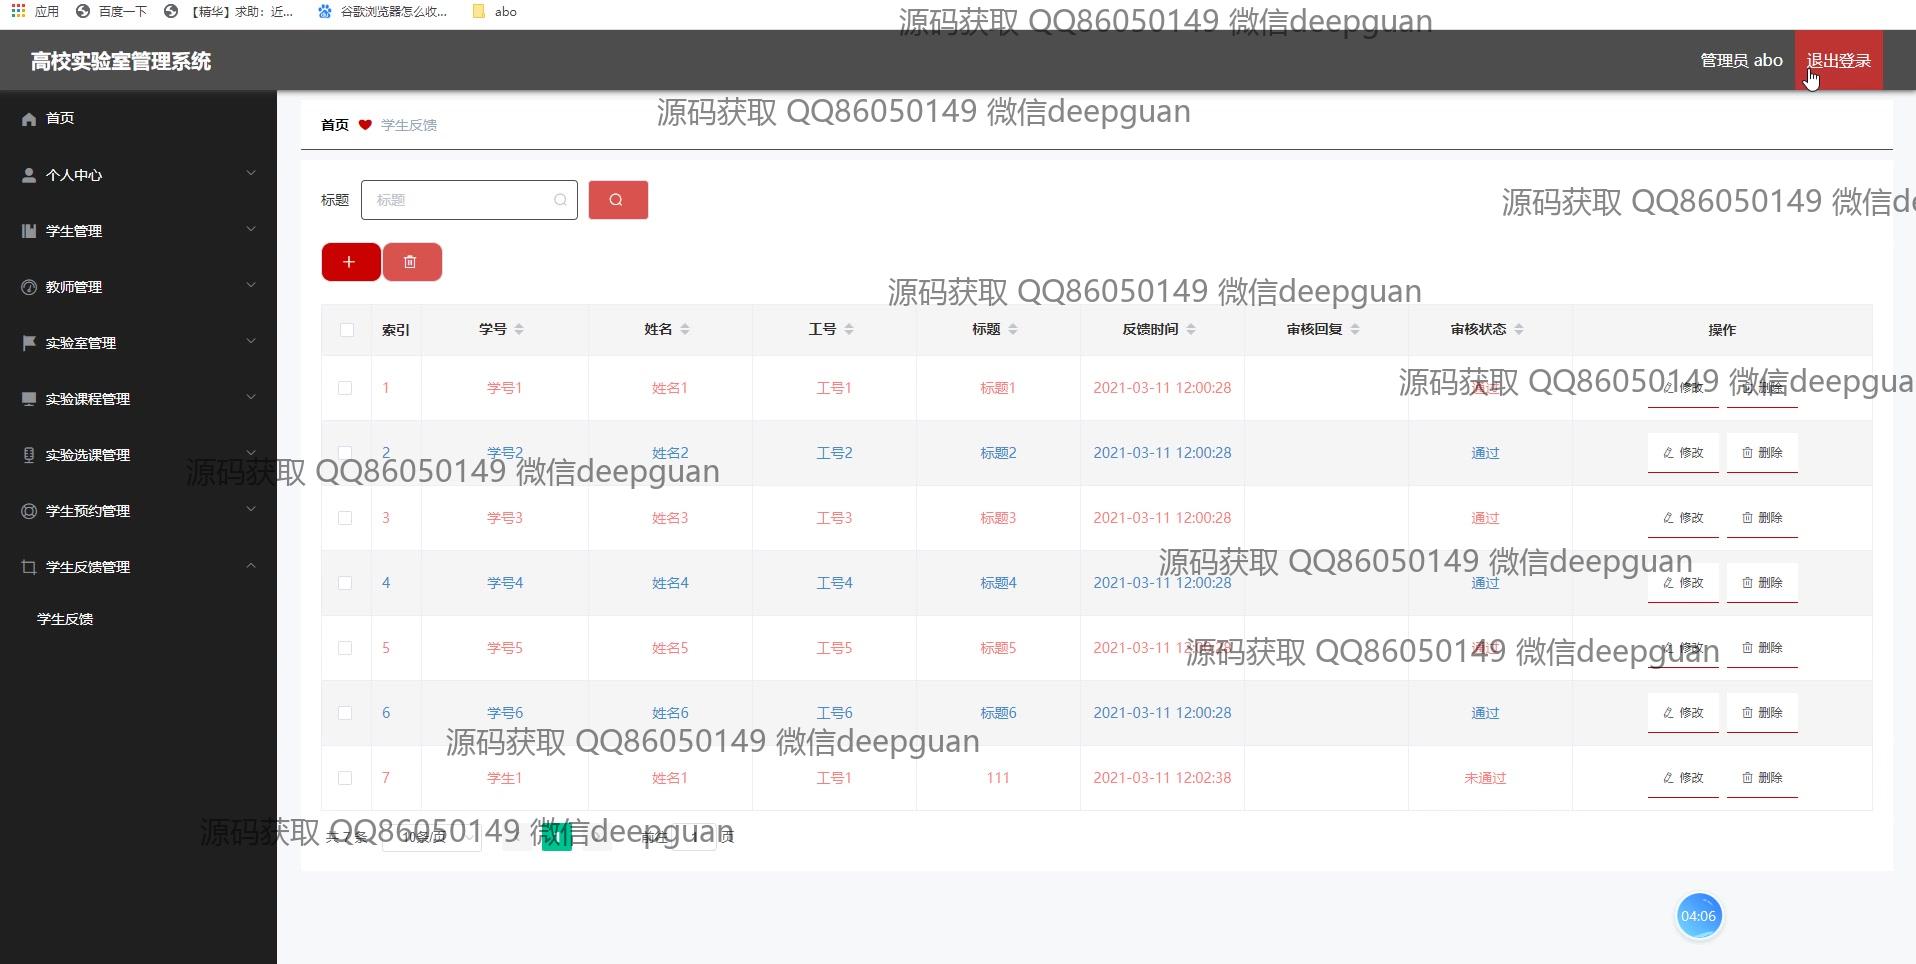 应用 百度一下 【精华】求助：近... 谷歌浏览器怎么收... abo
源码获取 QQ86050149 微信deepguan
高校实验室管理系统 管理员 abo 退出登录
首页
个人中心
学生管理
教师管理
实验室管理
实验课程管理
实验选课管理
学生预约管理
学生反馈管理
学生反馈
首页 学生反馈
源码获取 QQ86050149 微信deepguan
标题 标题
源码获取 QQ86050149 微信de
源码获取 QQ86050149 微信deepguan
索引 学号 姓名 工号 标题 反馈时间 审核回复 审核状态 操作
1 学号1 姓名1 工号1 标题1 2021-03-11 12:00:28 通过 修改 删除
源码获取 QQ86050149 微信deepgua
2 学号2 姓名2 工号2 标题2 2021-03-11 12:00:28 通过 修改 删除
源码获取 QQ86050149 微信deepguan
3 学号3 姓名3 工号3 标题3 2021-03-11 12:00:28 通过 修改 删除
源码获取 QQ86050149 微信deepguan
4 学号4 姓名4 工号4 标题4 2021-03-11 12:00:28 通过 修改 删除
5 学号5 姓名5 工号5 标题5 2021-03-11 12:00:28 通过 修改 删除
源码获取 QQ86050149 微信deepguan
6 学号6 姓名6 工号6 标题6 2021-03-11 12:00:28 通过 修改 删除
源码获取 QQ86050149 微信deepguan
7 学生1 姓名1 工号1 111 2021-03-11 12:02:38 未通过 修改 删除
源码获取 QQ86050149 微信deepguan
共 7 条 10条/页 前往 1 页
04:06